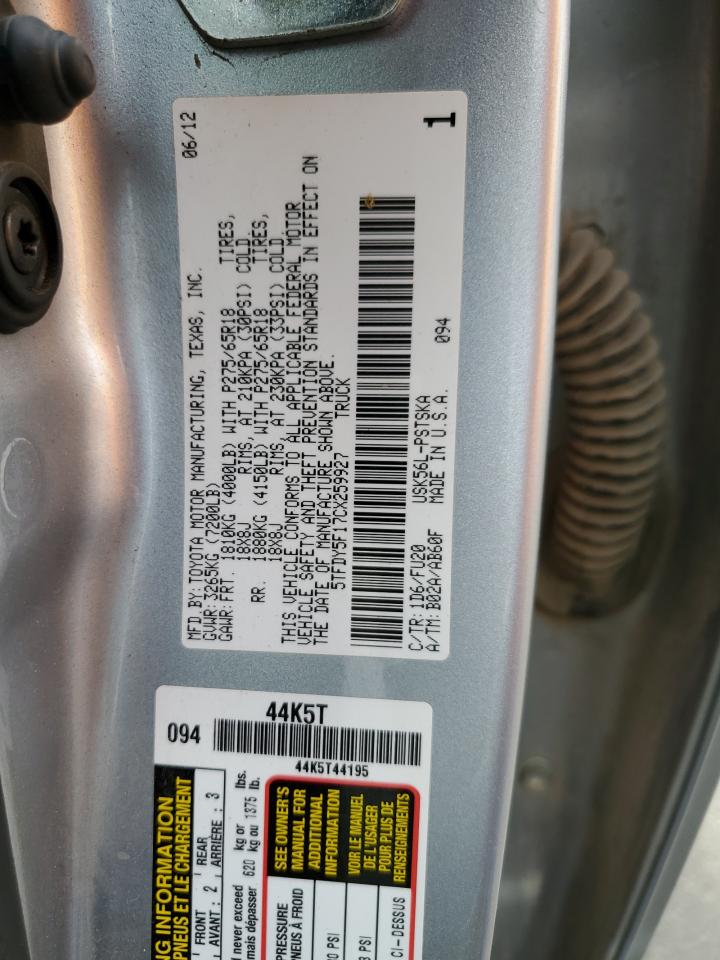 06/12
MFD.BY:TOYOTA MOTOR MANUFACTURING, TEXAS, INC.
GVWR:3265KG (7200LB)
GAWR:FRT. 1810KG (4000LB) WITH P275/65R18 TIRES,
18X8J RIMS, AT 210KPA (30PSI) COLD
RR. 1880KG (4150LB) WITH P275/65R18 TIRES,
18X8J RIMS, AT 230KPA (33PSI) COLD
THIS VEHICLE CONFORMS TO ALL APPLICABLE FEDERAL MOTOR
VEHICLE SAFETY AND THEFT PREVENTION STANDARDS IN EFFECT ON
THE DATE OF MANUFACTURE SHOWN ABOVE.
5TFDY5F17CX259927 TRUCK
C/TR:1D6/FU20 USK56L-PSTSKA 094
A/TM:B02A/AB60F MADE IN U.S.A.
1
094
44K5T
44K5T44195
NG INFORMATION
PNEUS ET LE CHARGEMENT
FRONT REAR
AVANT : 2 , ARRIÈRE : 3
never exceed kg or lbs.
mais dépasser 620 kg ou 1375 lb.
SEE OWNER'S
MANUAL FOR
ADDITIONAL
INFORMATION
VOIR LE MANUEL
DE L'USAGER
POUR PLUS DE
RENSEIGNEMENTS
PRESSURE
PNEUS À FROID
PSI
PSI
CI-DESSUS